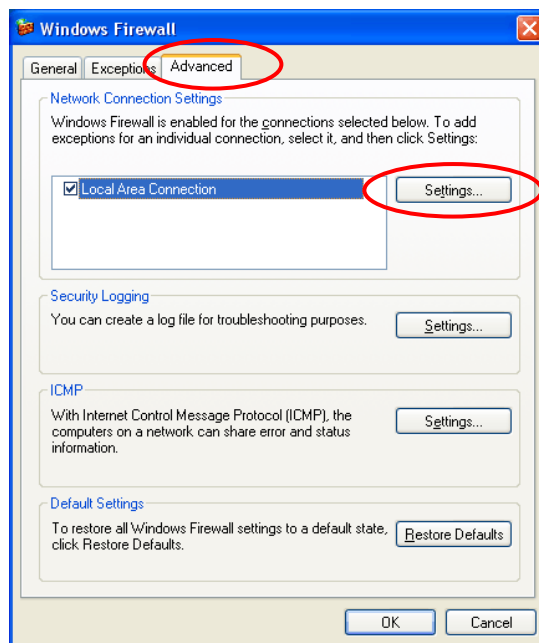 Windows Firewall
General Exceptions Advanced
Network Connection Settings
Windows Firewall is enabled for the connections selected
below. To add
exceptions for an individual connection, select it, and then click Settings:
Local Area Connection
Settings...
Security Logging
You can create a log file for troubleshooting purposes.
Settings...
ICMP
With Internet Control Message Protocol (ICMP), the
computers on a network can share error and status
information.
Settings...
Default Settings
To restore all Windows Firewall settings to a default state,
click Restore Defaults.
Restore Defaults
OK Cancel